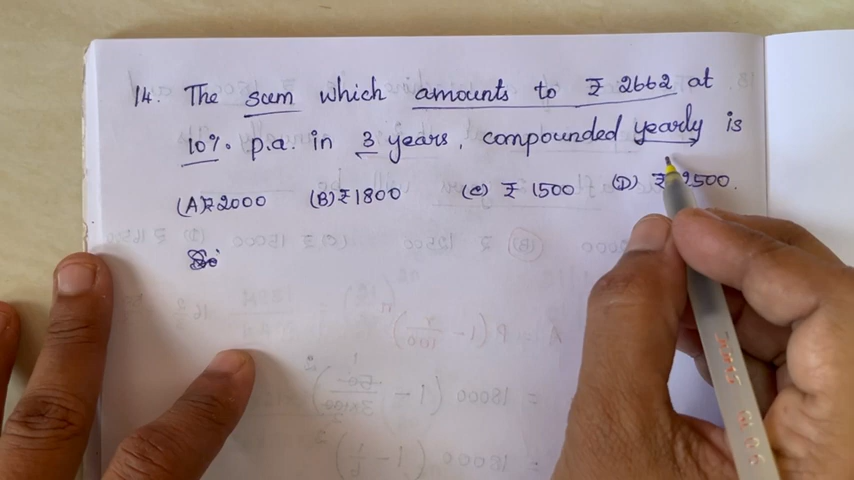 14. The sum which amounts to ₹ 2662 at
10% p.a. in 3 years, compounded yearly is
(A) ₹ 2000 (B) ₹ 1800 (C) ₹ 1500 (D) ₹ 2500.